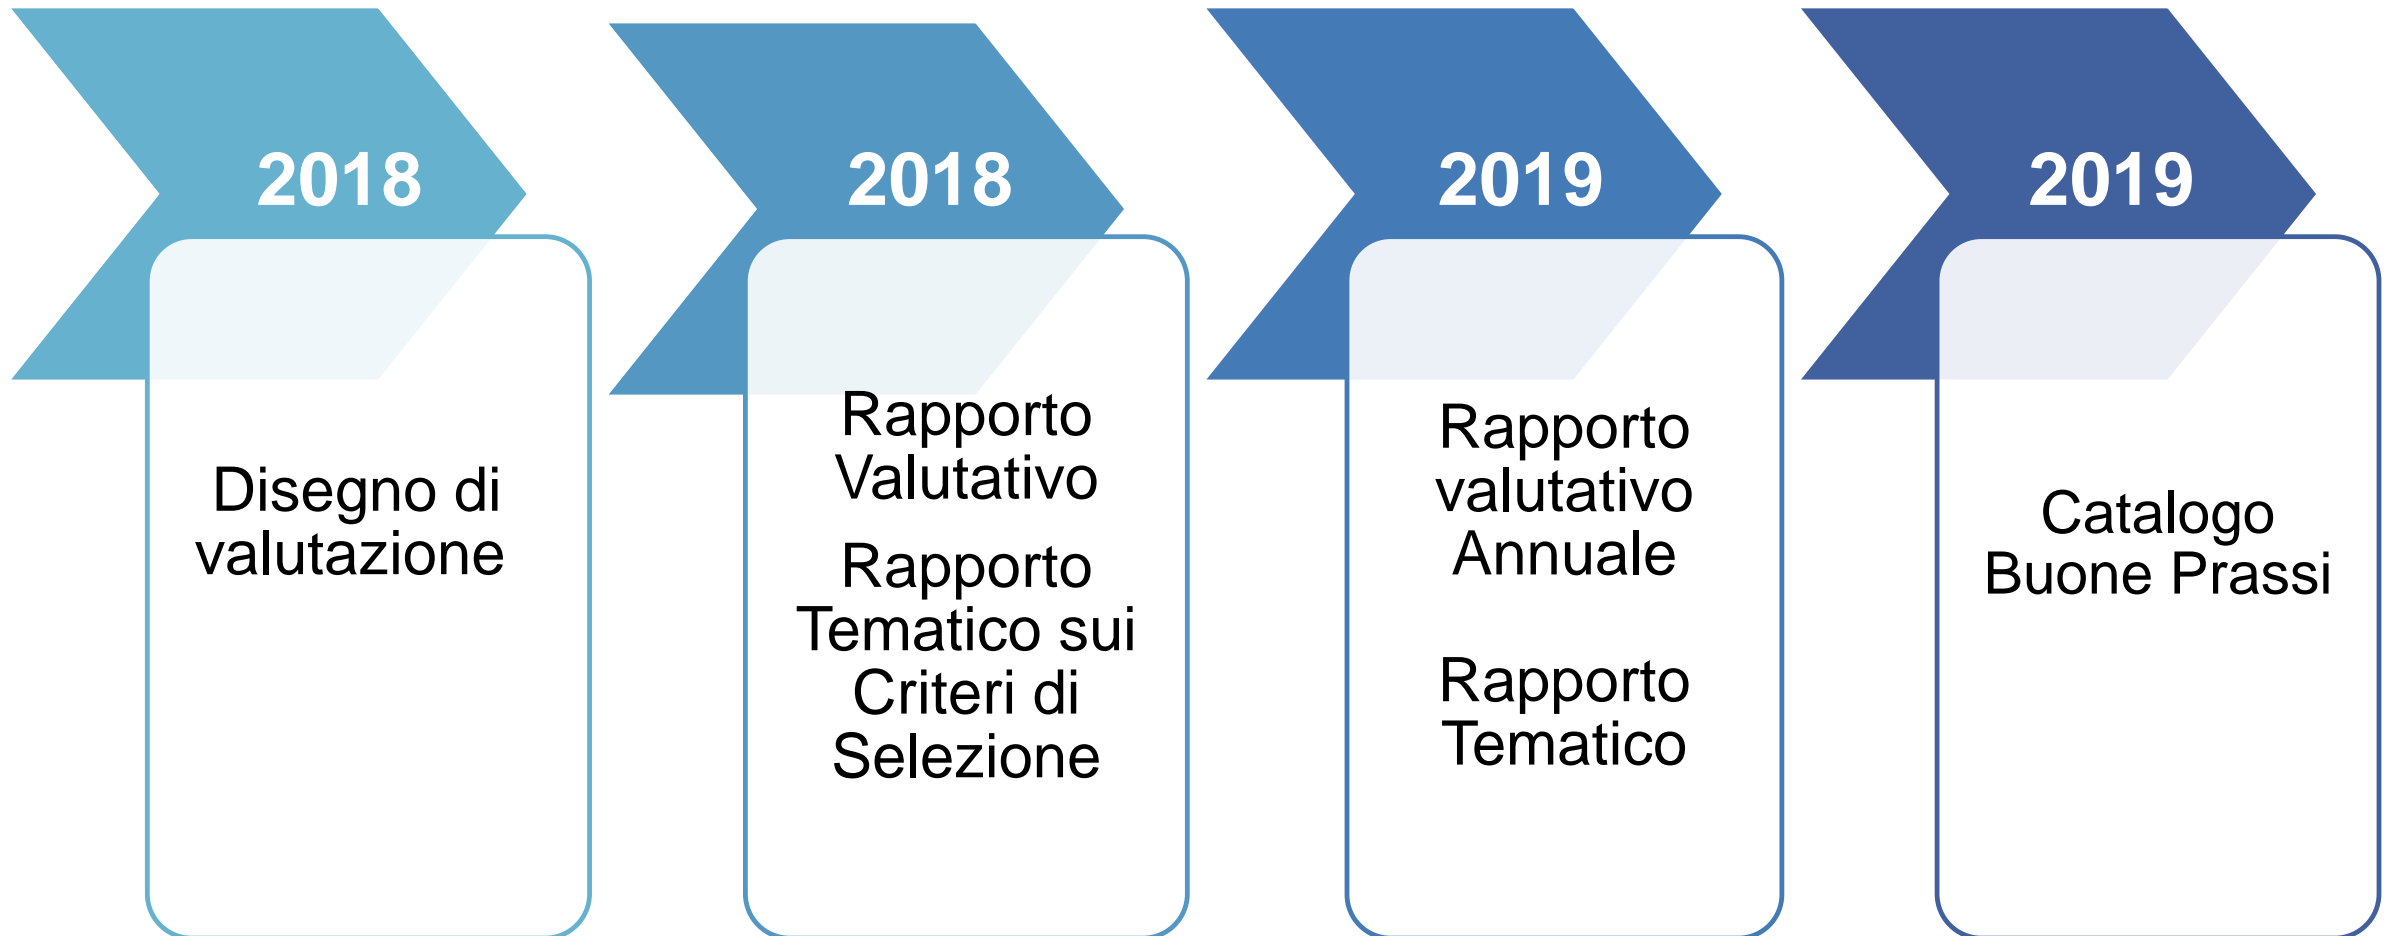 2018
Disegno di
valutazione
2018
Rapporto
Valutativo
Rapporto
Tematico sui
Criteri di
Selezione
2019
Rapporto
valutativo
Annuale
Rapporto
Tematico
2019
Catalogo
Buone Prassi